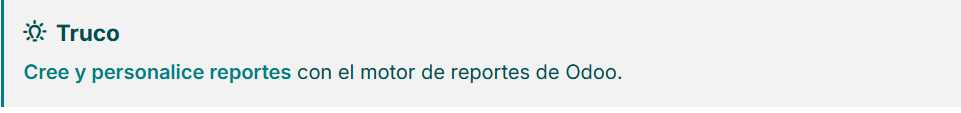 Truco
Cree y personalice reportes con el motor de reportes de Odoo.